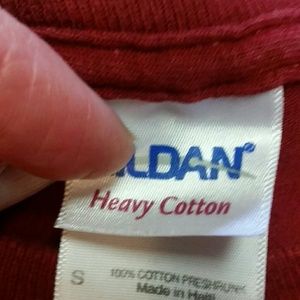 ILDAN®
Heavy Cotton
S
100% COTTON PRESHRUNK
Made in Haiti